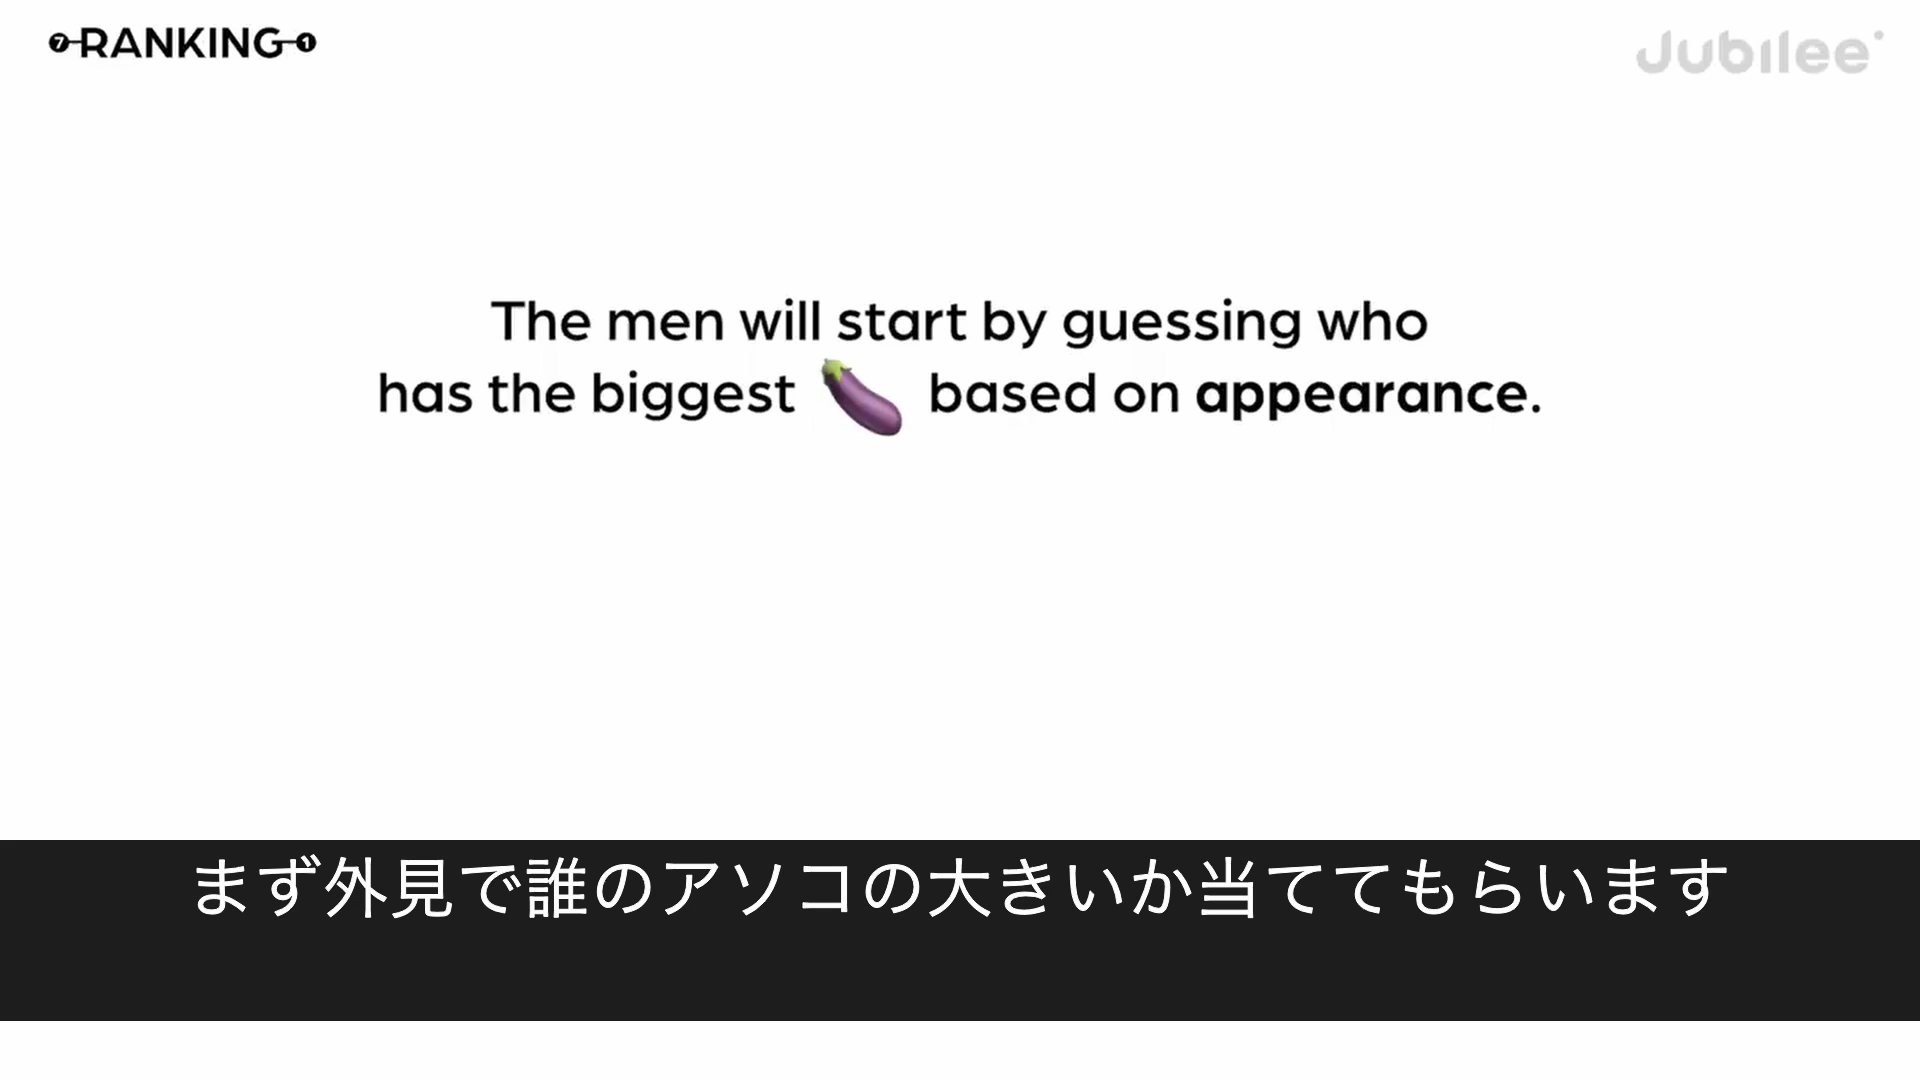 7 RANKING 1
Jubilee
The men will start by guessing who
has the biggest 🍆 based on appearance.
まず外見で誰のアソコの大きいか当ててもらいます